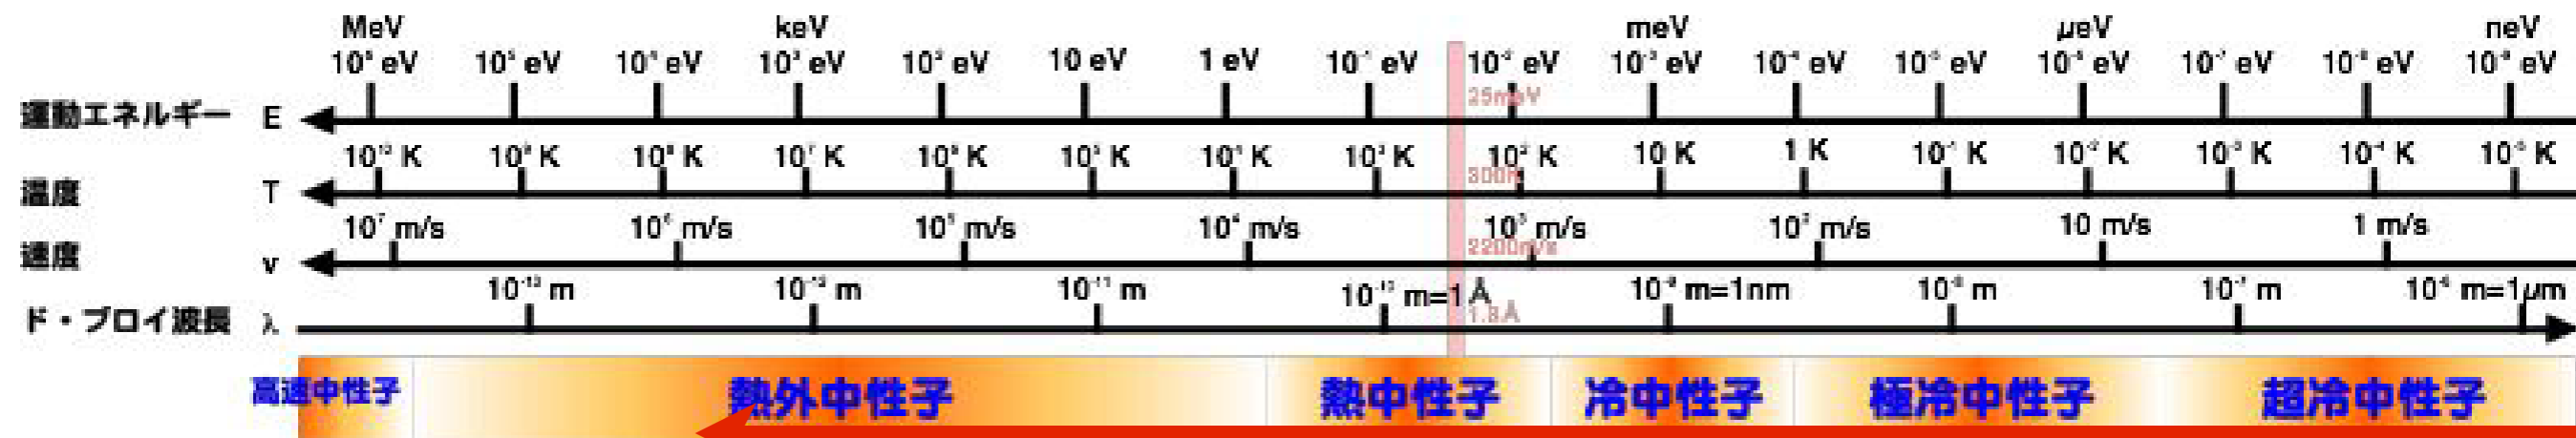 MeV keV meV μeV neV
10⁶ eV 10⁵ eV 10⁴ eV 10³ eV 10² eV 10 eV 1 eV 10⁻¹ eV 10⁻² eV 10⁻³ eV 10⁻⁴ eV 10⁻⁵ eV 10⁻⁶ eV 10⁻⁷ eV 10⁻⁸ eV 10⁻⁹ eV
25meV
運動エネルギー E
10¹⁰ K 10⁹ K 10⁸ K 10⁷ K 10⁶ K 10⁵ K 10⁴ K 10³ K 10² K 10 K 1 K 10⁻¹ K 10⁻² K 10⁻³ K 10⁻⁴ K 10⁻⁵ K
300K
温度 T
10⁷ m/s 10⁶ m/s 10⁵ m/s 10⁴ m/s 10³ m/s 10² m/s 10 m/s 1 m/s
2200m/s
速度 v
10⁻¹³ m 10⁻¹² m 10⁻¹¹ m 10⁻¹⁰ m=1 Å 10⁻⁹ m=1nm 10⁻⁸ m 10⁻⁷ m 10⁻⁶ m=1μm
1.8Å
ド・ブロイ波長 λ
高速中性子 熱外中性子 熱中性子 冷中性子 極冷中性子 超冷中性子